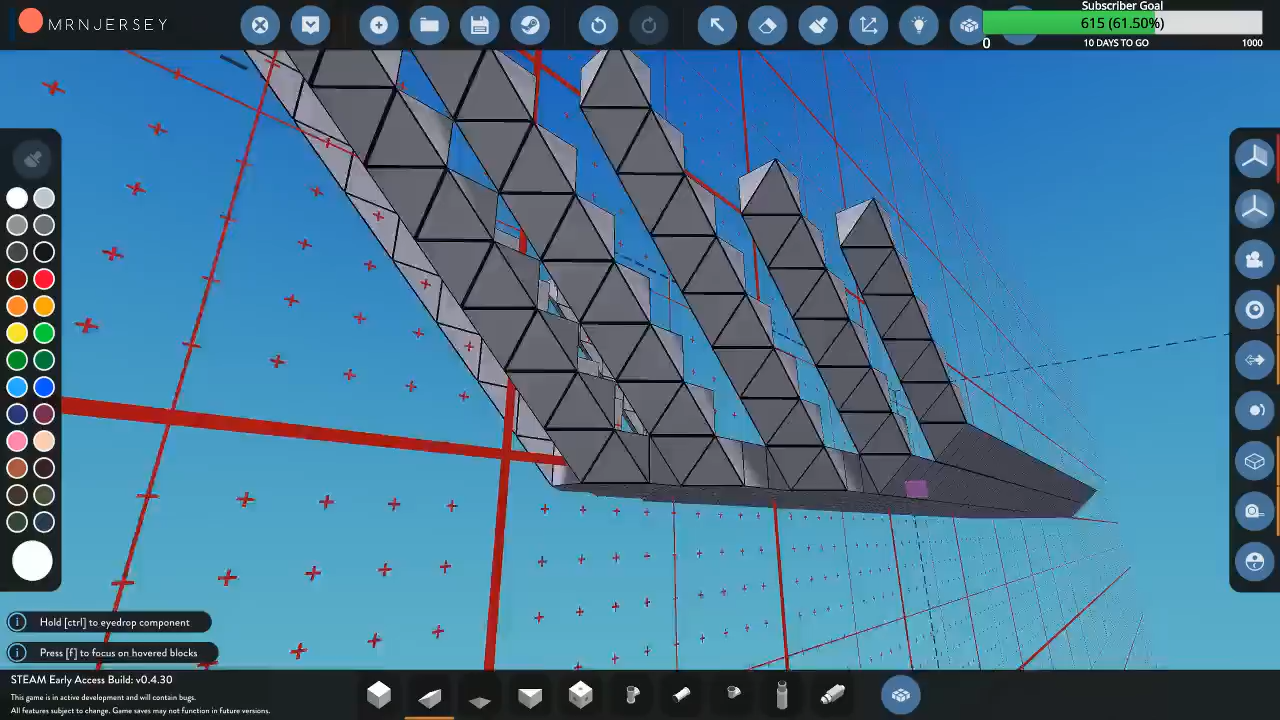 MRNJERSEY
Subscriber Goal
615 (61.50%)
0
10 DAYS TO GO
1000
Hold [ctrl] to eyedrop component
Press [f] to focus on hovered blocks
STEAM Early Access Build: v0.4.30
This game is in active development and will contain bugs.
All features subject to change. Game saves may not function in future versions.